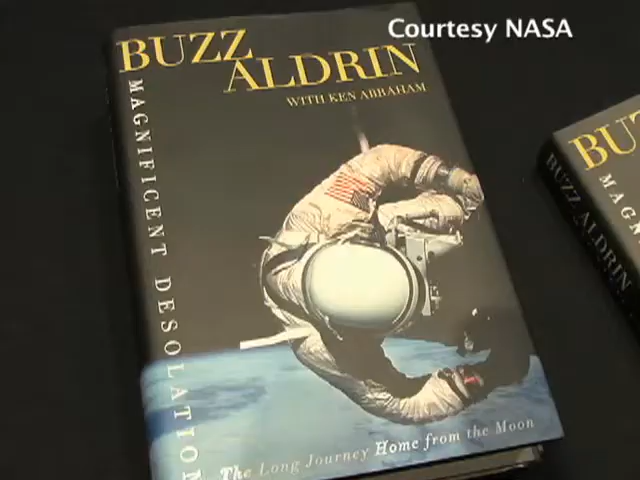 Courtesy NASA
BUZZ
ALDRIN
WITH KEN ABRAHAM
MAGNIFICENT DESOLATION
The Long Journey Home from the Moon
BUZ
MAGN
BUZZ ALDRIN